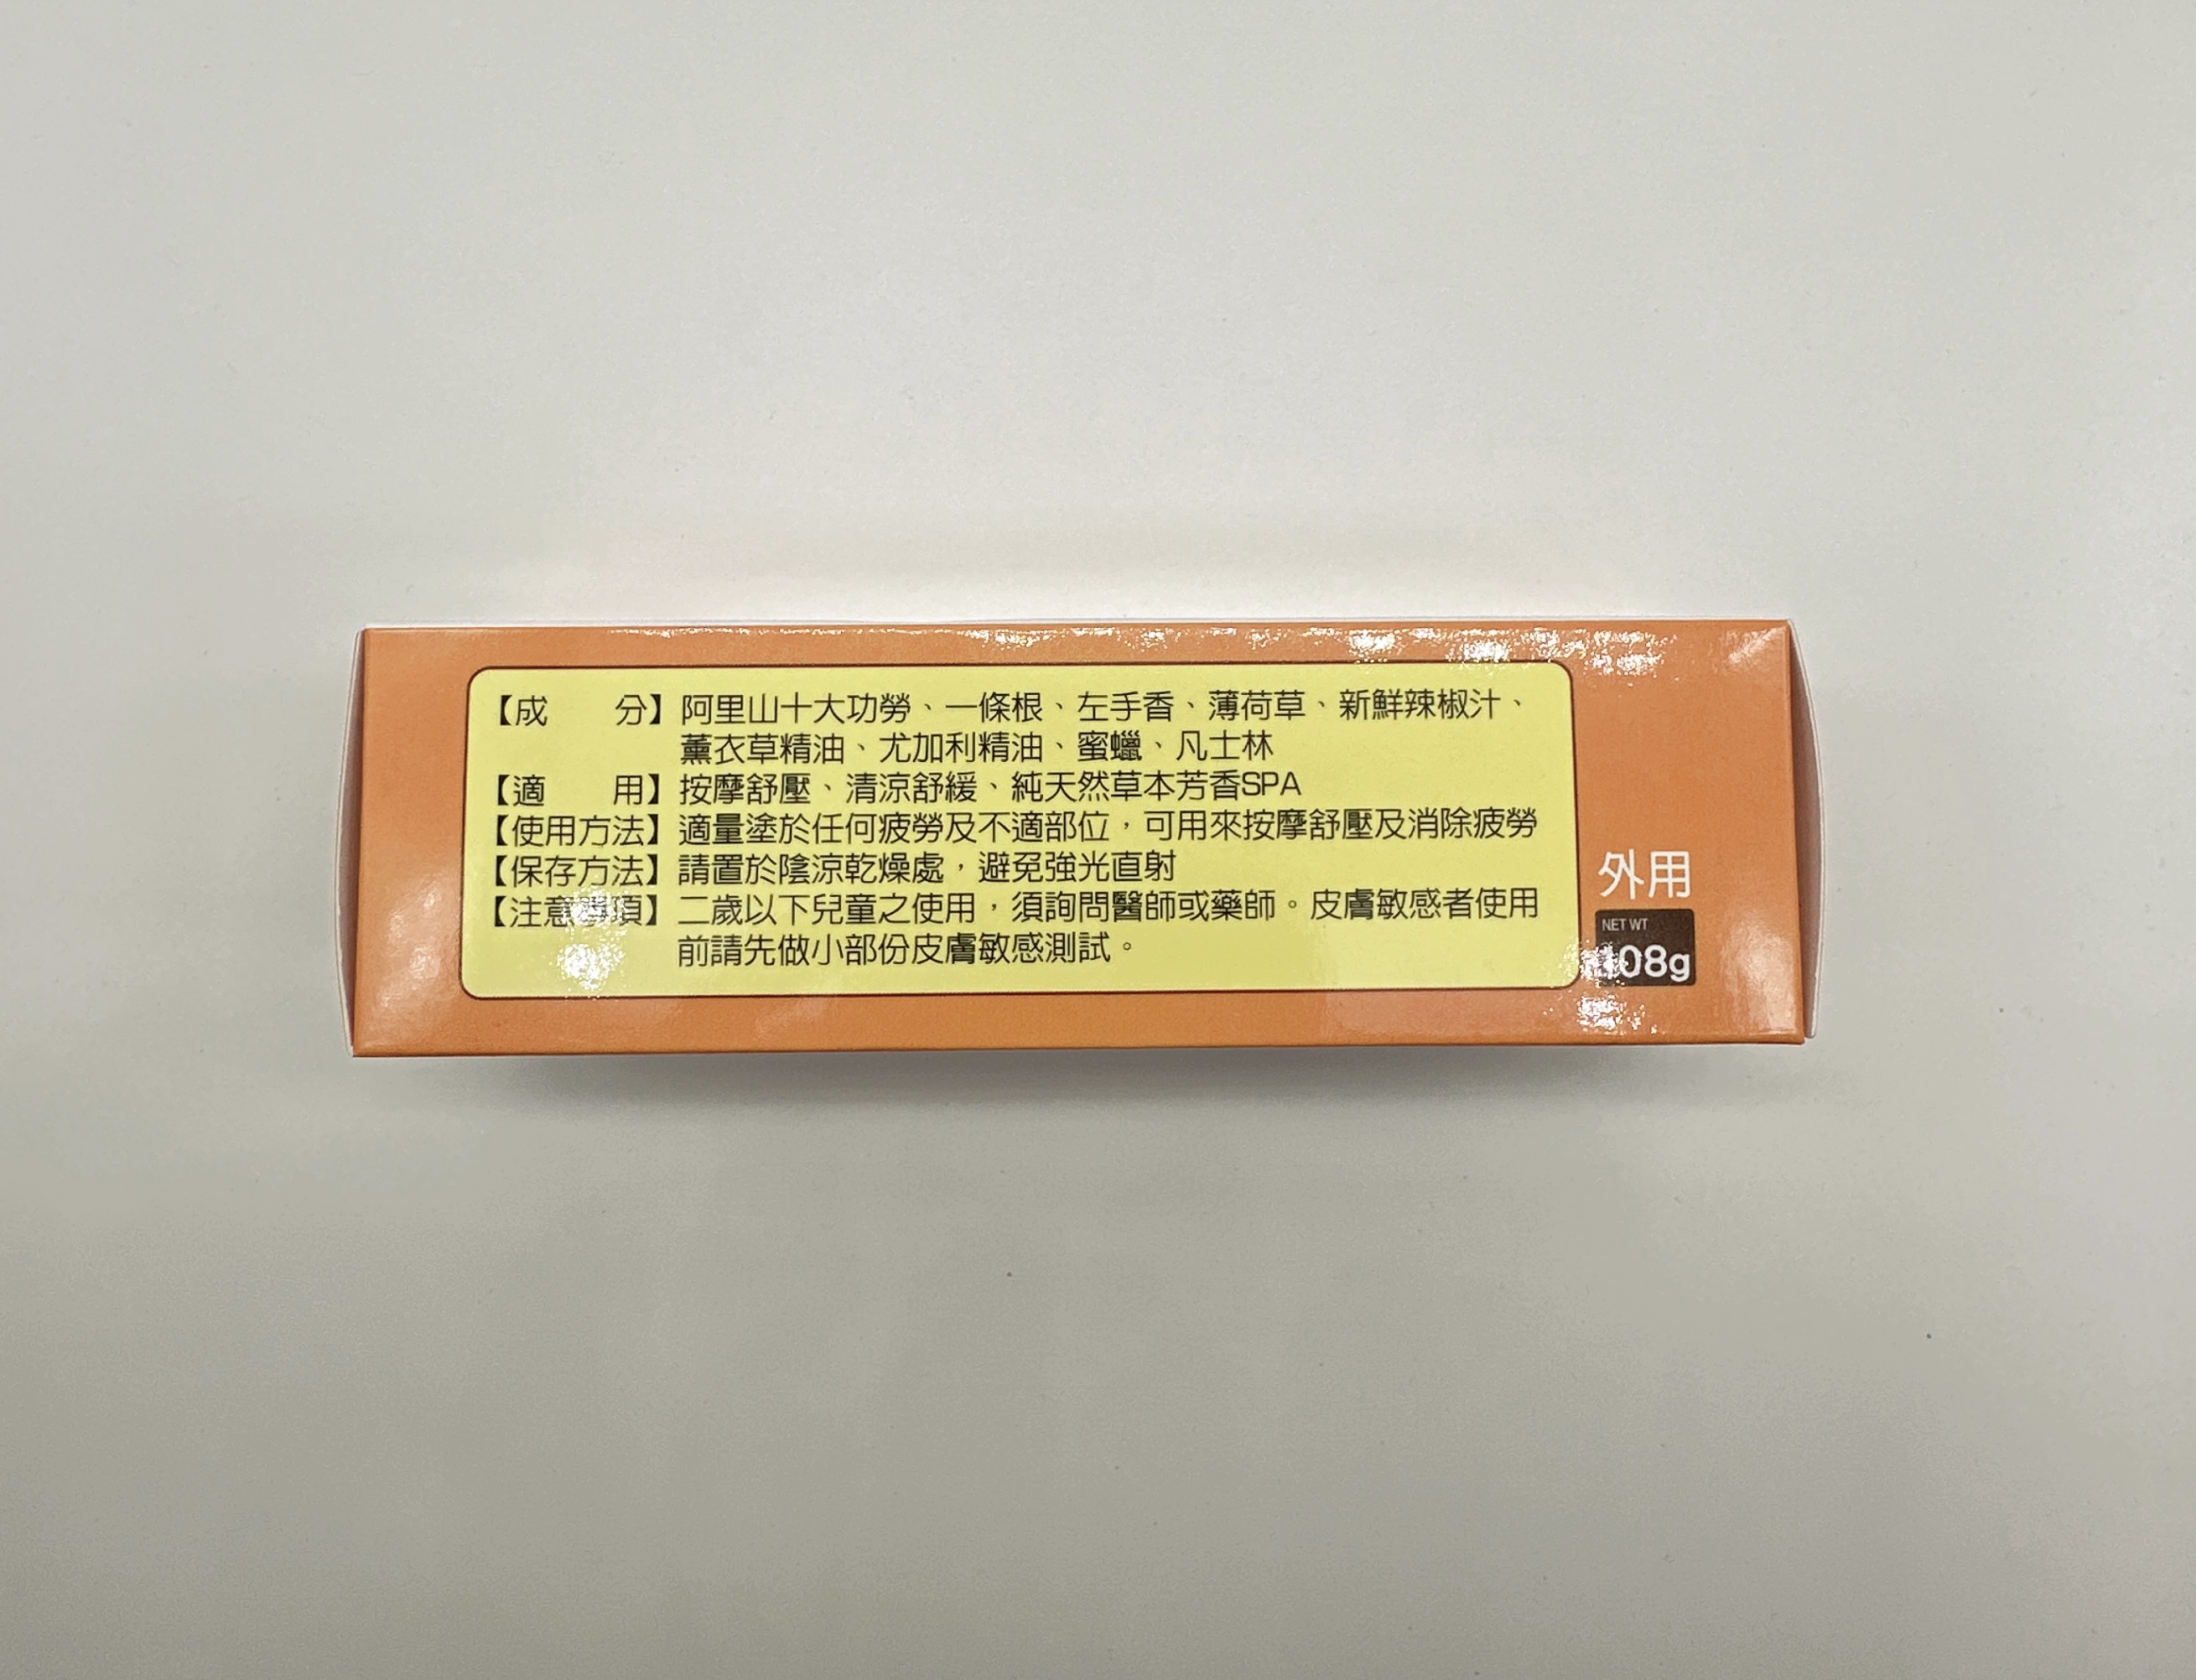 【成　　分】阿里山十大功勞、一條根、左手香、薄荷草、新鮮辣椒汁、
薰衣草精油、尤加利精油、蜜蠟、凡士林
【適　　用】按摩舒壓、清涼舒緩、純天然草本芳香SPA
【使用方法】適量塗於任何疲勞及不適部位，可用來按摩舒壓及消除疲勞
【保存方法】請置於陰涼乾燥處，避免強光直射
【注意事項】二歲以下兒童之使用，須詢問醫師或藥師。皮膚敏感者使用
前請先做小部份皮膚敏感測試。
外用
NET WT
108g